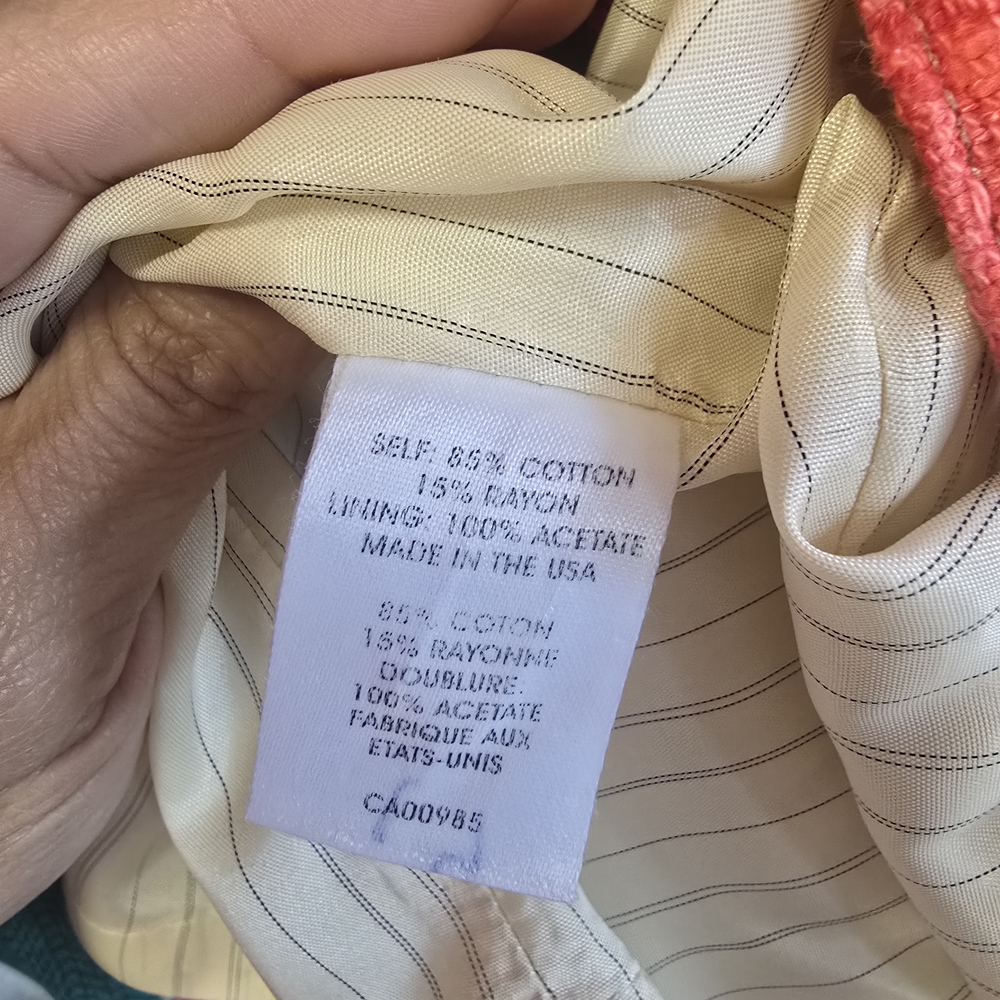 SELF: 85% COTTON
15% RAYON
LINING: 100% ACETATE
MADE IN THE USA
85% COTON
15% RAYONNE
DOUBLURE:
100% ACETATE
FABRIQUE AUX
ETATS-UNIS
CA00985